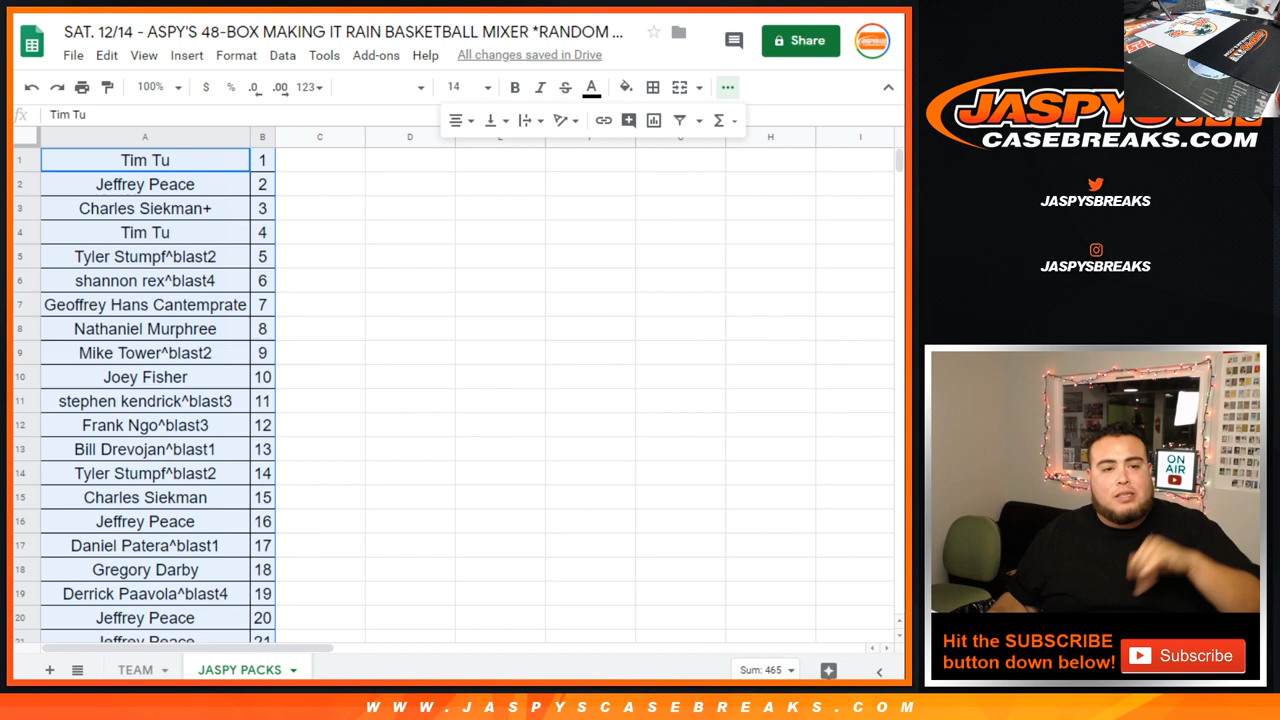 SAT. 12/14 - ASPY'S 48-BOX MAKING IT RAIN BASKETBALL MIXER *RANDOM ...
File Edit View Insert Format Data Tools Add-ons Help All changes saved in Drive
Share
100% $ % .0 .00 123 14 B I S A
fx Tim Tu
A B C D H I
1 Tim Tu 1
2 Jeffrey Peace 2
3 Charles Siekman+ 3
4 Tim Tu 4
5 Tyler Stumpf^blast2 5
6 shannon rex^blast4 6
7 Geoffrey Hans Cantemprate 7
8 Nathaniel Murphree 8
9 Mike Tower^blast2 9
10 Joey Fisher 10
11 stephen kendrick^blast3 11
12 Frank Ngo^blast3 12
13 Bill Drevojan^blast1 13
14 Tyler Stumpf^blast2 14
15 Charles Siekman 15
16 Jeffrey Peace 16
17 Daniel Patera^blast1 17
18 Gregory Darby 18
19 Derrick Paavola^blast4 19
20 Jeffrey Peace 20
21 Jeffrey Peace 21
TEAM JASPY PACKS Sum: 465
CASEBREAKS.COM
JASPYSBREAKS
JASPYSBREAKS
ON
AIR
Hit the SUBSCRIBE
button down below!
Subscribe
WWW.JASPYSCASEBREAKS.COM